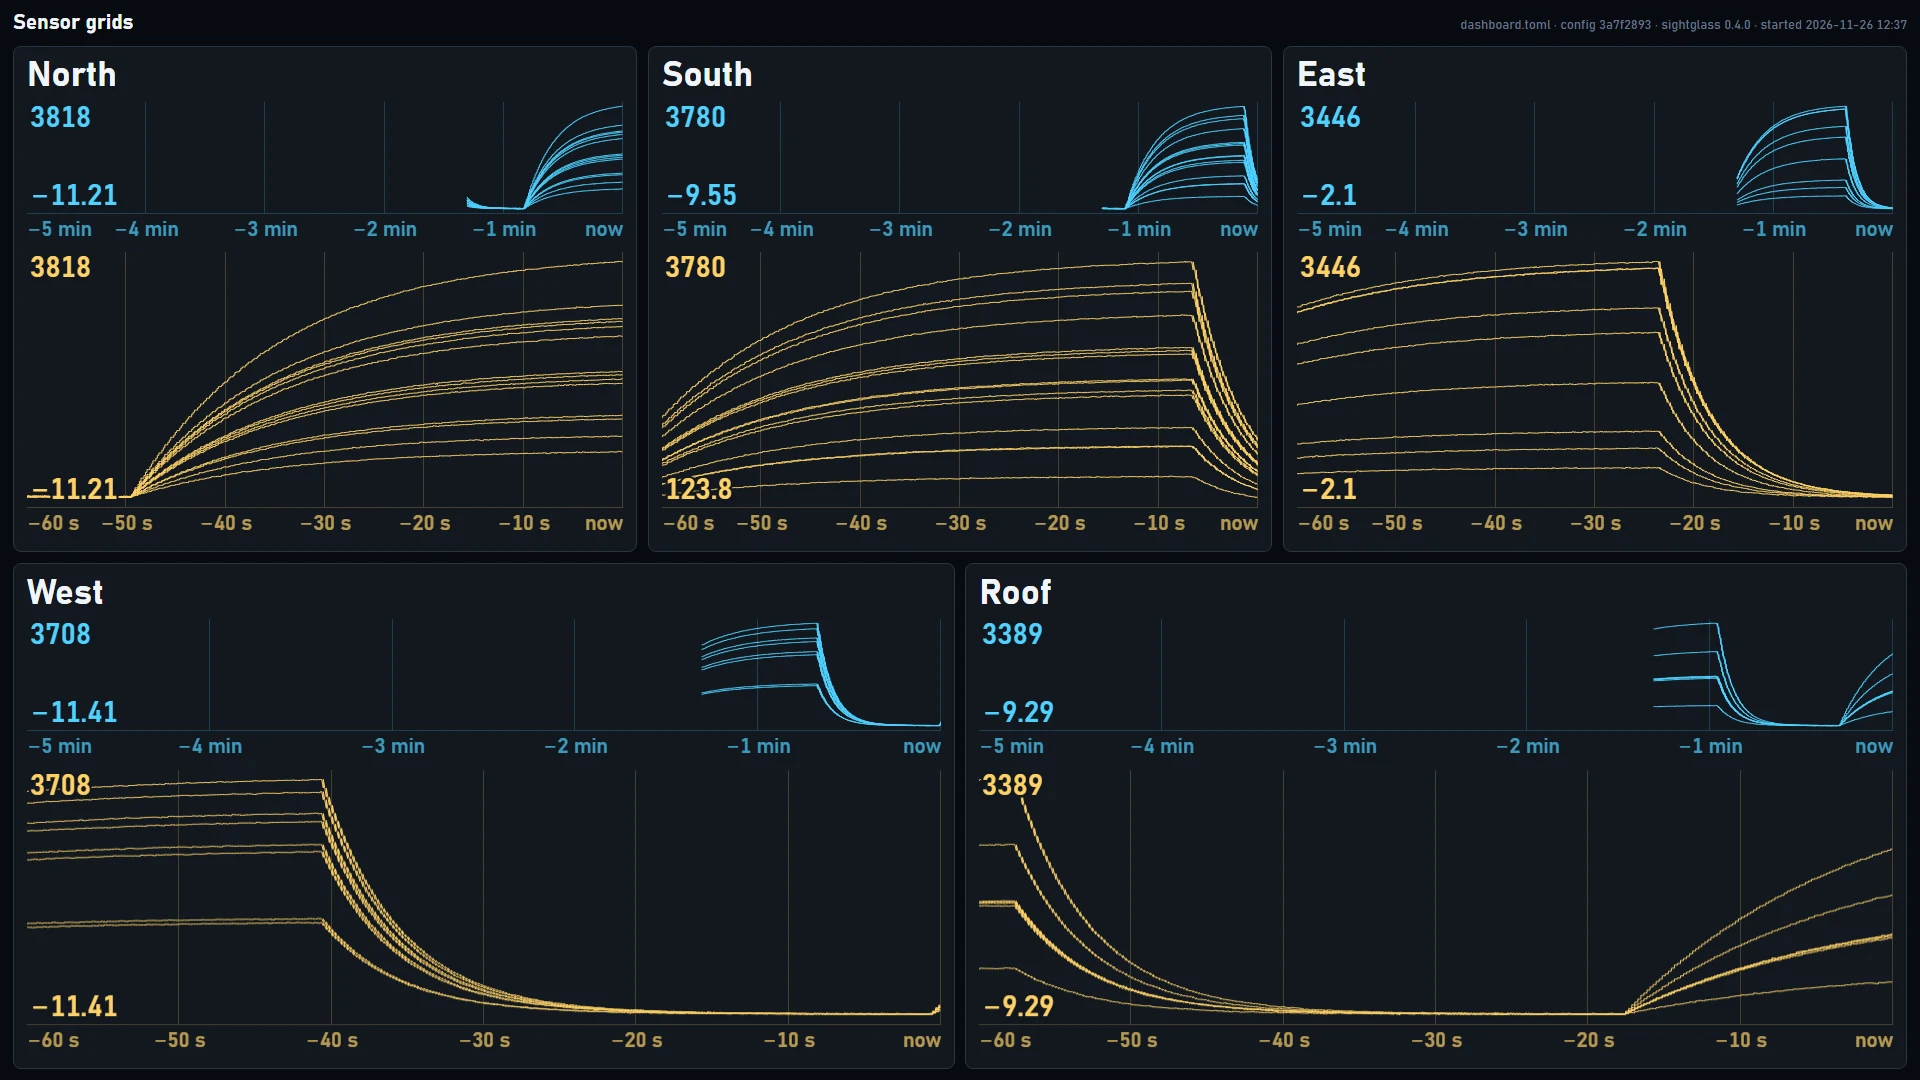 Sensor grids
dashboard.toml · config 3a7f2893 · sightglass 0.4.0 · started 2026-11-26 12:37
North
3818
−11.21
−5 min −4 min −3 min −2 min −1 min now
3818
−11.21
−60 s −50 s −40 s −30 s −20 s −10 s now
South
3780
−9.55
−5 min −4 min −3 min −2 min −1 min now
3780
123.8
−60 s −50 s −40 s −30 s −20 s −10 s now
East
3446
−2.1
−5 min −4 min −3 min −2 min −1 min now
3446
−2.1
−60 s −50 s −40 s −30 s −20 s −10 s now
West
3708
−11.41
−5 min −4 min −3 min −2 min −1 min now
3708
−11.41
−60 s −50 s −40 s −30 s −20 s −10 s now
Roof
3389
−9.29
−5 min −4 min −3 min −2 min −1 min now
3389
−9.29
−60 s −50 s −40 s −30 s −20 s −10 s now